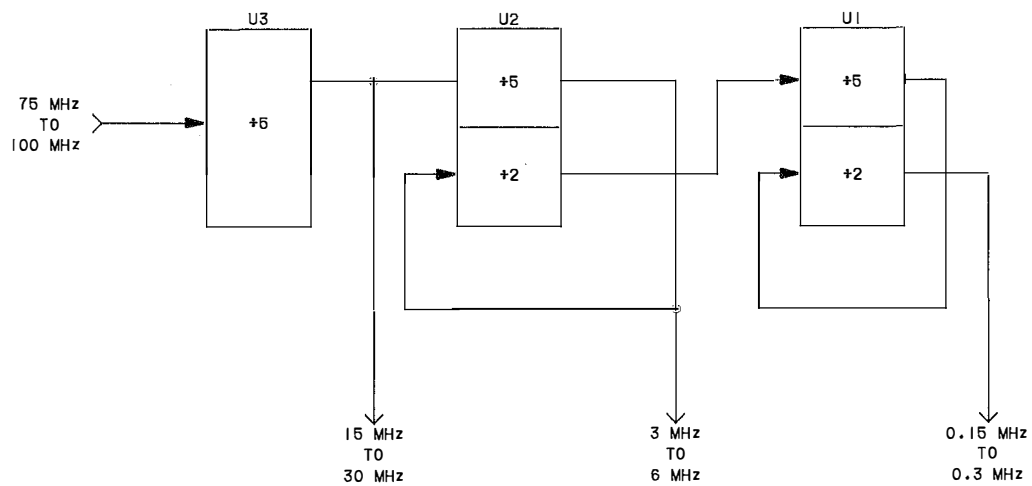 U3
U2
U1
75 MHz
TO
100 MHz
÷5
÷5
÷2
÷5
÷2
15 MHz
TO
30 MHz
3 MHz
TO
6 MHz
0.15 MHz
TO
0.3 MHz